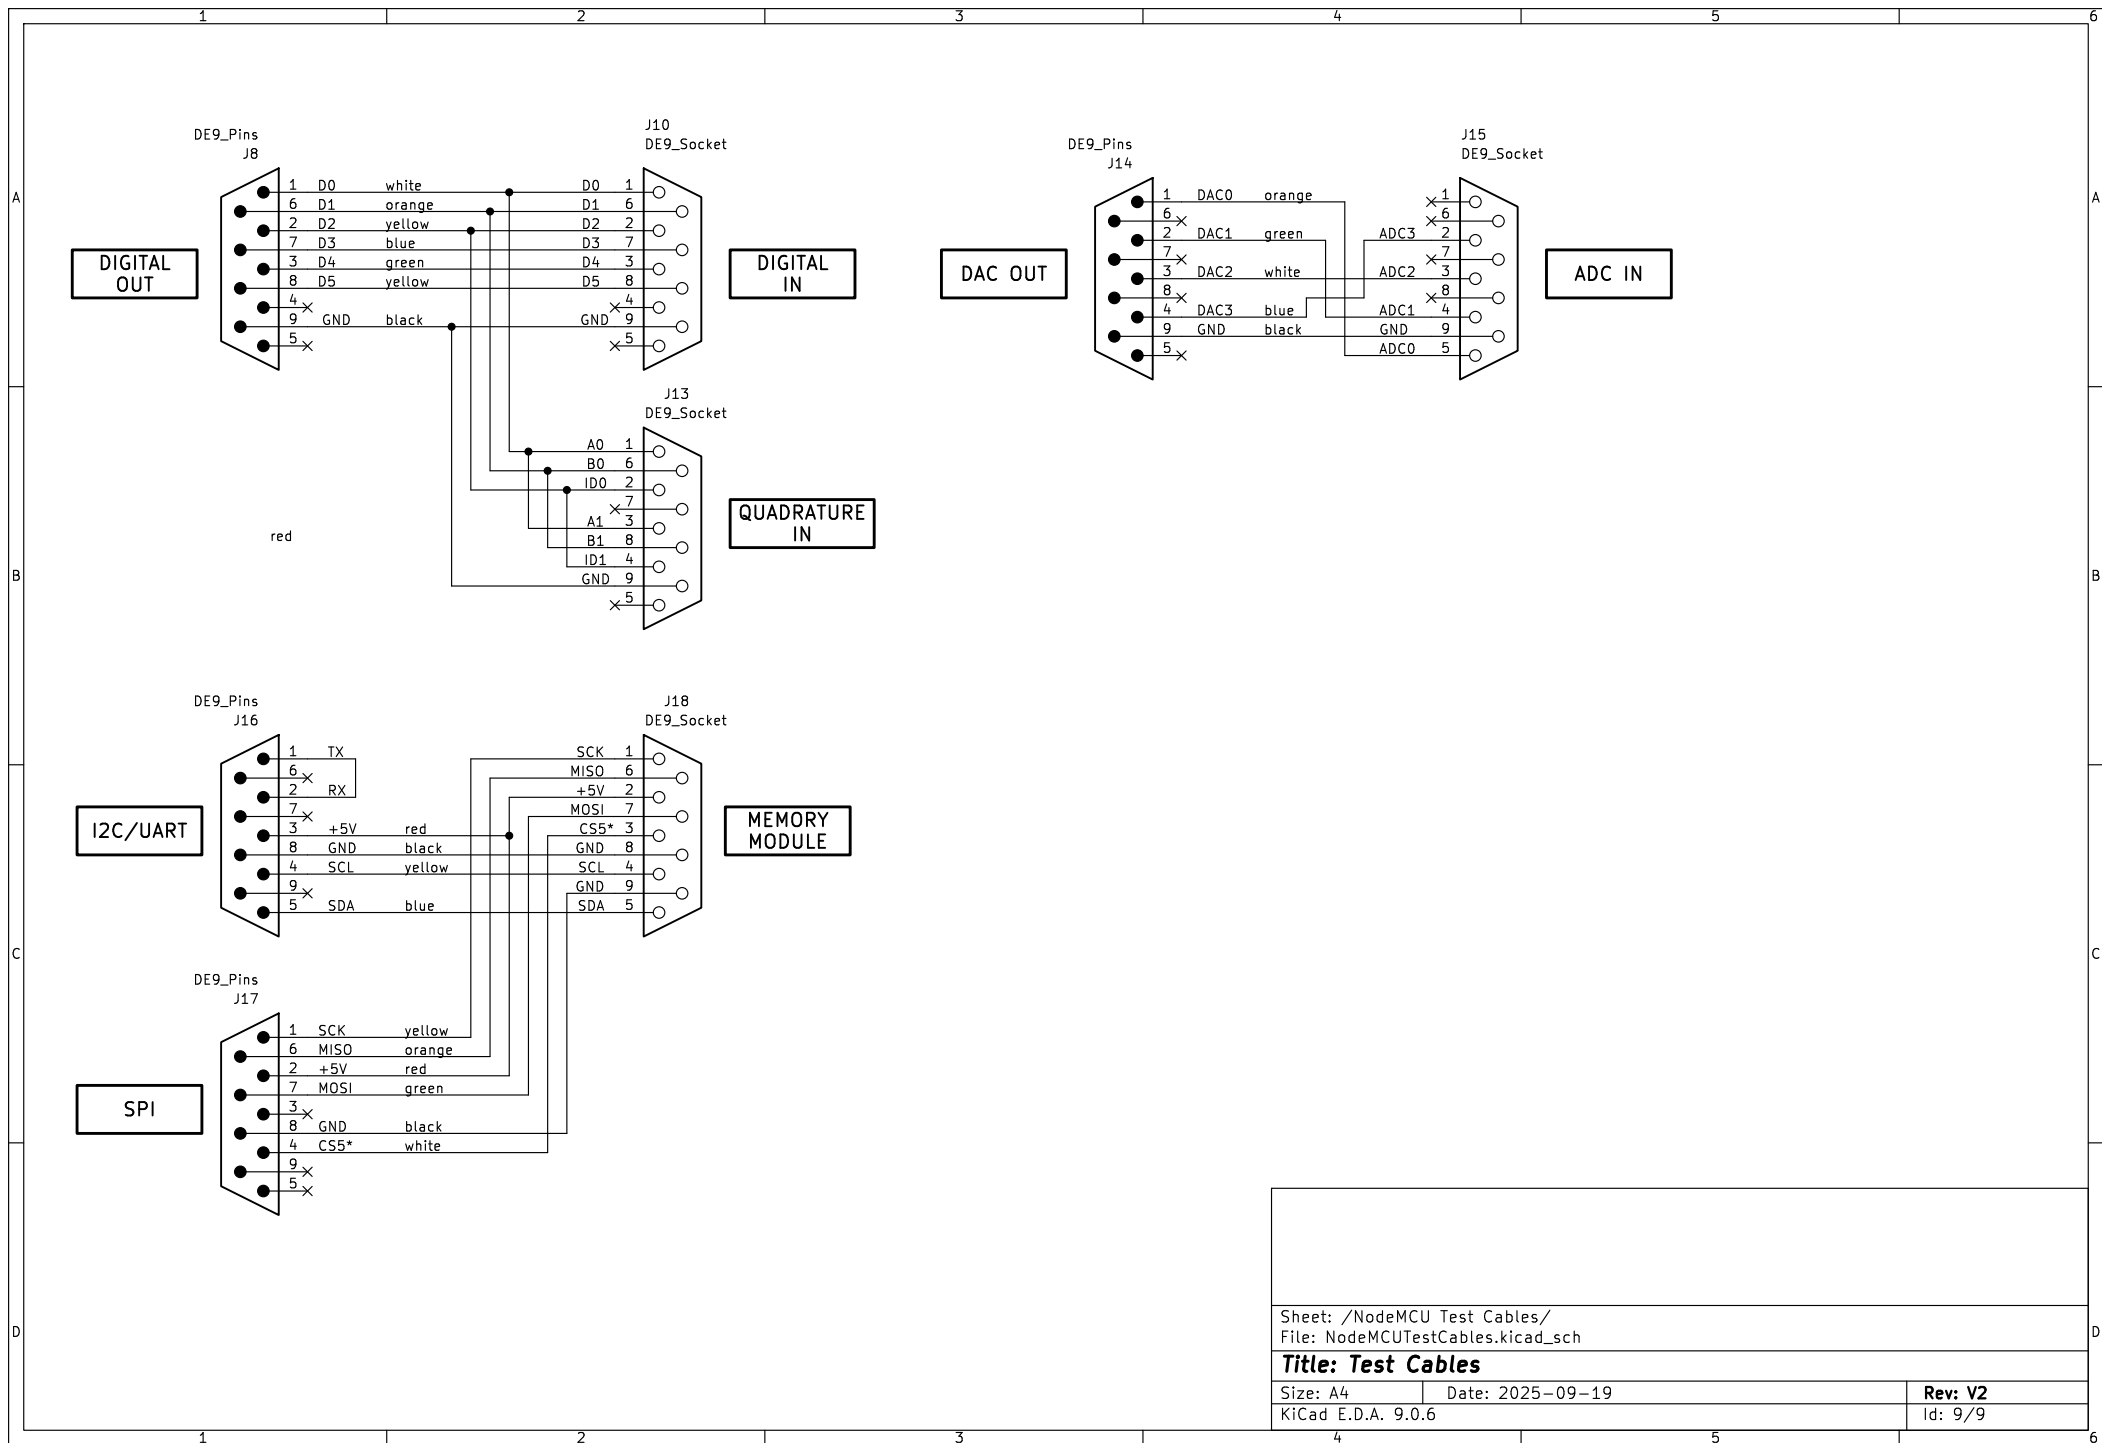 1 2 3 4 5 6
A
B
C
D
A
B
C
D
1 2 3 4 5 6
DE9_Pins
J8
DIGITAL
OUT
1 D0 white
6 D1 orange
2 D2 yellow
7 D3 blue
3 D4 green
8 D5 yellow
4
9 GND black
5
J10
DE9_Socket
D0 1
D1 6
D2 2
D3 7
D4 3
D5 8
4
GND 9
5
DIGITAL
IN
J13
DE9_Socket
A0 1
B0 6
ID0 2
7
A1 3
B1 8
ID1 4
GND 9
5
QUADRATURE
IN
red
DE9_Pins
J14
DAC OUT
1 DAC0 orange
6
2 DAC1 green
7
3 DAC2 white
8
4 DAC3 blue
9 GND black
5
J15
DE9_Socket
1
6
ADC3 2
7
ADC2 3
8
ADC1 4
GND 9
ADC0 5
ADC IN
DE9_Pins
J16
I2C/UART
1 TX
6
2 RX
7
3 +5V red
8 GND black
4 SCL yellow
9
5 SDA blue
J18
DE9_Socket
SCK 1
MISO 6
+5V 2
MOSI 7
CS5* 3
GND 8
SCL 4
GND 9
SDA 5
MEMORY
MODULE
DE9_Pins
J17
SPI
1 SCK yellow
6 MISO orange
2 +5V red
7 MOSI green
3
8 GND black
4 CS5* white
9
5
Sheet: /NodeMCU Test Cables/
File: NodeMCUTestCables.kicad_sch
Title: Test Cables
Size: A4 Date: 2025-09-19 Rev: V2
KiCad E.D.A. 9.0.6 Id: 9/9